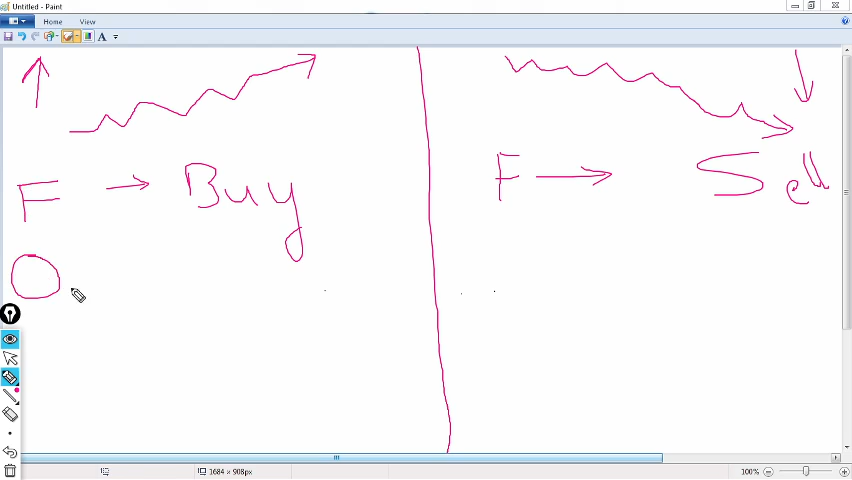 Untitled - Paint
Home View
A
F → Buy
F → Sell
O
1684 × 908px 100%